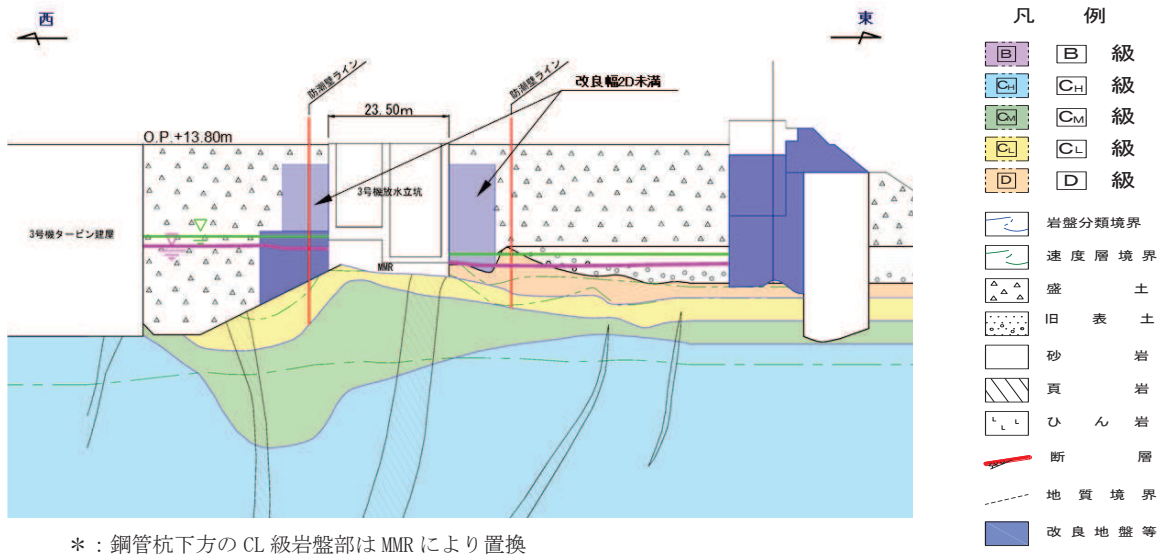 西
東
防潮壁ライン
防潮壁ライン
改良幅2D未満
23.50m
O.P.+13.80m
3号機放水立坑
3号機タービン建屋
MMR
*:鋼管杭下方の CL 級岩盤部は MMR により置換
凡 例
B B 級
CH CH 級
CM CM 級
CL CL 級
D D 級
岩盤分類境界
速度層境界
盛 土
旧 表 土
砂 岩
頁 岩
ひ ん 岩
断 層
地 質 境 界
改 良 地 盤 等